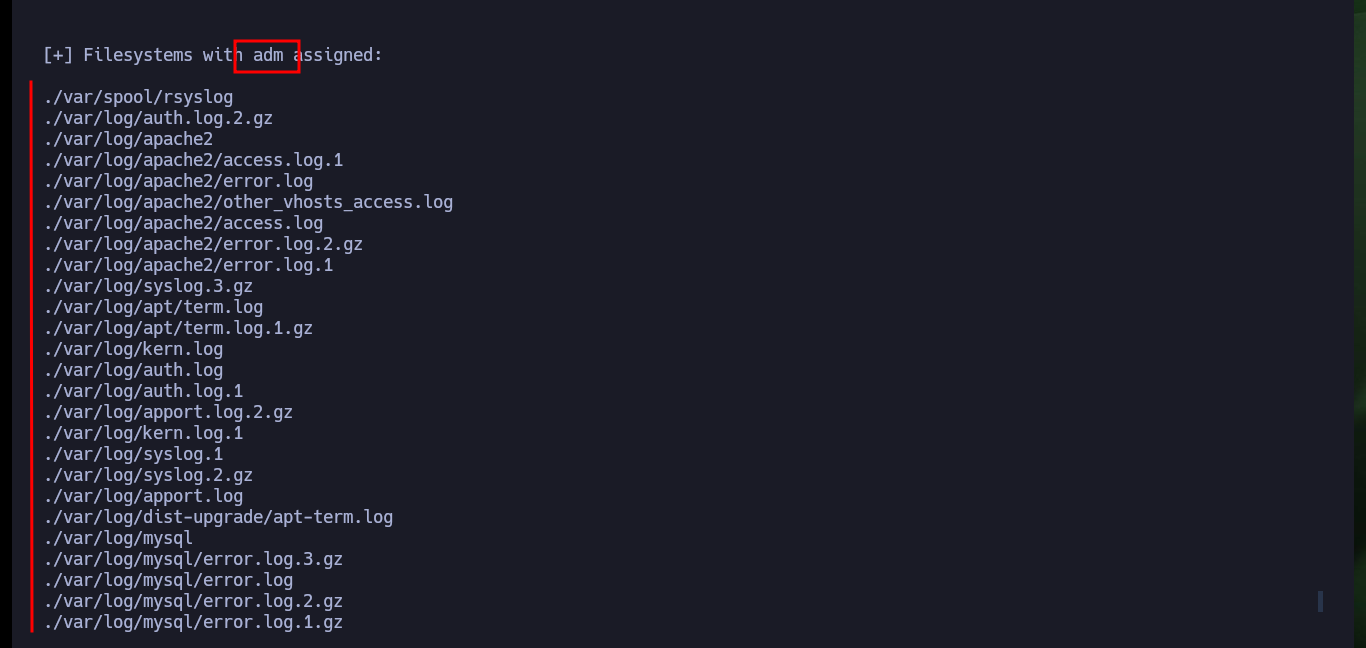 [+] Filesystems with adm assigned:
./var/spool/rsyslog
./var/log/auth.log.2.gz
./var/log/apache2
./var/log/apache2/access.log.1
./var/log/apache2/error.log
./var/log/apache2/other_vhosts_access.log
./var/log/apache2/access.log
./var/log/apache2/error.log.2.gz
./var/log/apache2/error.log.1
./var/log/syslog.3.gz
./var/log/apt/term.log
./var/log/apt/term.log.1.gz
./var/log/kern.log
./var/log/auth.log
./var/log/auth.log.1
./var/log/apport.log.2.gz
./var/log/kern.log.1
./var/log/syslog.1
./var/log/syslog.2.gz
./var/log/apport.log
./var/log/dist-upgrade/apt-term.log
./var/log/mysql
./var/log/mysql/error.log.3.gz
./var/log/mysql/error.log
./var/log/mysql/error.log.2.gz
./var/log/mysql/error.log.1.gz